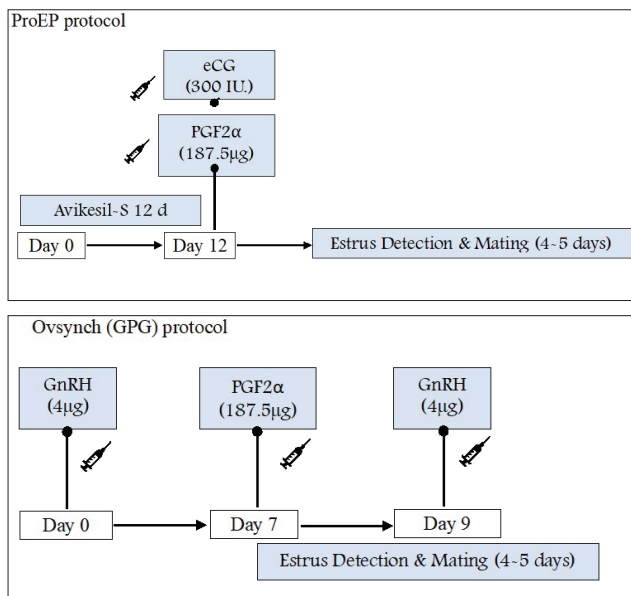 ProEP protocol
eCG
(300 IU.)
PGF2α
(187.5µg)
Avikesil-S 12 d
Day 0
Day 12
Estrus Detection & Mating (4-5 days)
Ovsynch (GPG) protocol
GnRH
(4µg)
PGF2α
(187.5µg)
GnRH
(4µg)
Day 0
Day 7
Day 9
Estrus Detection & Mating (4-5 days)